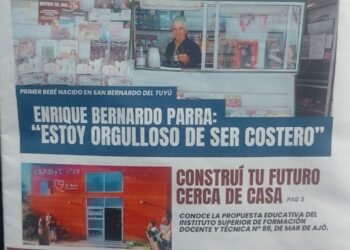 PRIMER BEBÉ NACIDO EN SAN BERNARDO DEL TUYÚ
ENRIQUE BERNARDO PARRA:
“ESTOY ORGULLOSO DE SER COSTERO”
I.S.F.D.y T. N°89
CONSTRUÍ TU FUTURO
CERCA DE CASA PAG 2
CONOCE LA PROPUESTA EDUCATIVA DEL
INSTITUTO SUPERIOR DE FORMACIÓN
DOCENTE Y TÉCNICA Nº 89, DE MAR DE AJÓ.